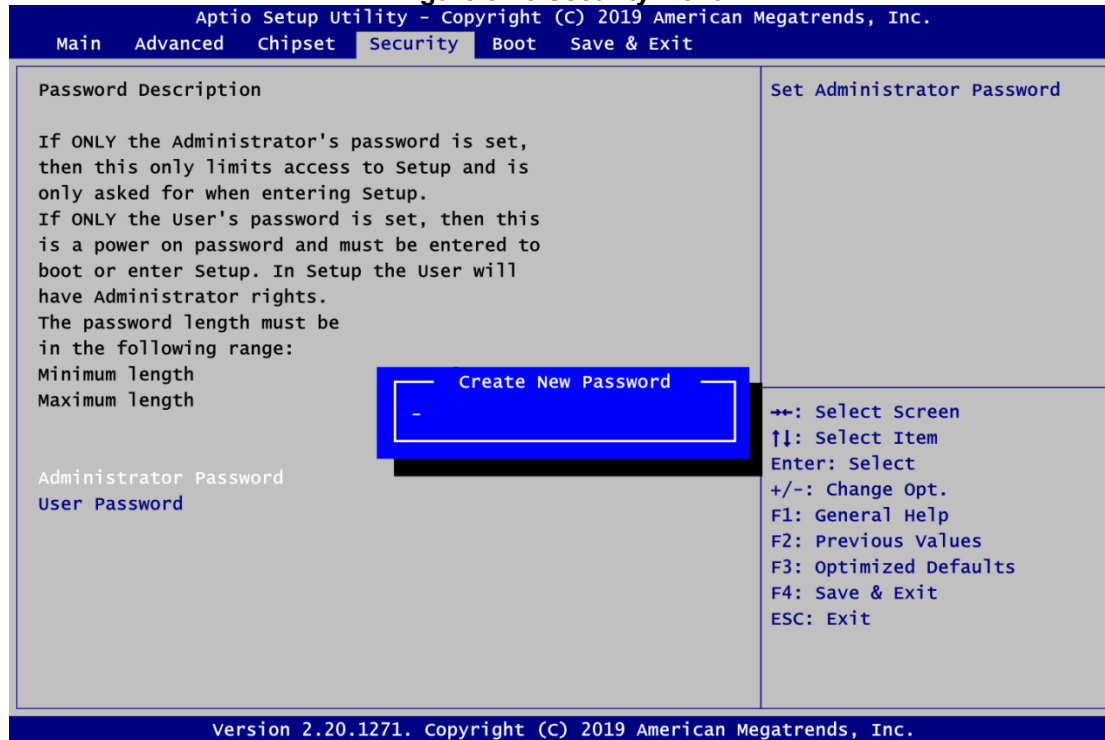 Aptio Setup Utility - Copyright (C) 2019 American Megatrends, Inc.
Main Advanced Chipset Security Boot Save & Exit
Password Description
If ONLY the Administrator's password is set,
then this only limits access to Setup and is
only asked for when entering Setup.
If ONLY the User's password is set, then this
is a power on password and must be entered to
boot or enter Setup. In Setup the User will
have Administrator rights.
The password length must be
in the following range:
Minimum length
Maximum length
Administrator Password
User Password
Create New Password
-
Set Administrator Password
→←: Select Screen
↑↓: Select Item
Enter: Select
+/-: Change Opt.
F1: General Help
F2: Previous Values
F3: Optimized Defaults
F4: Save & Exit
ESC: Exit
Version 2.20.1271. Copyright (C) 2019 American Megatrends, Inc.